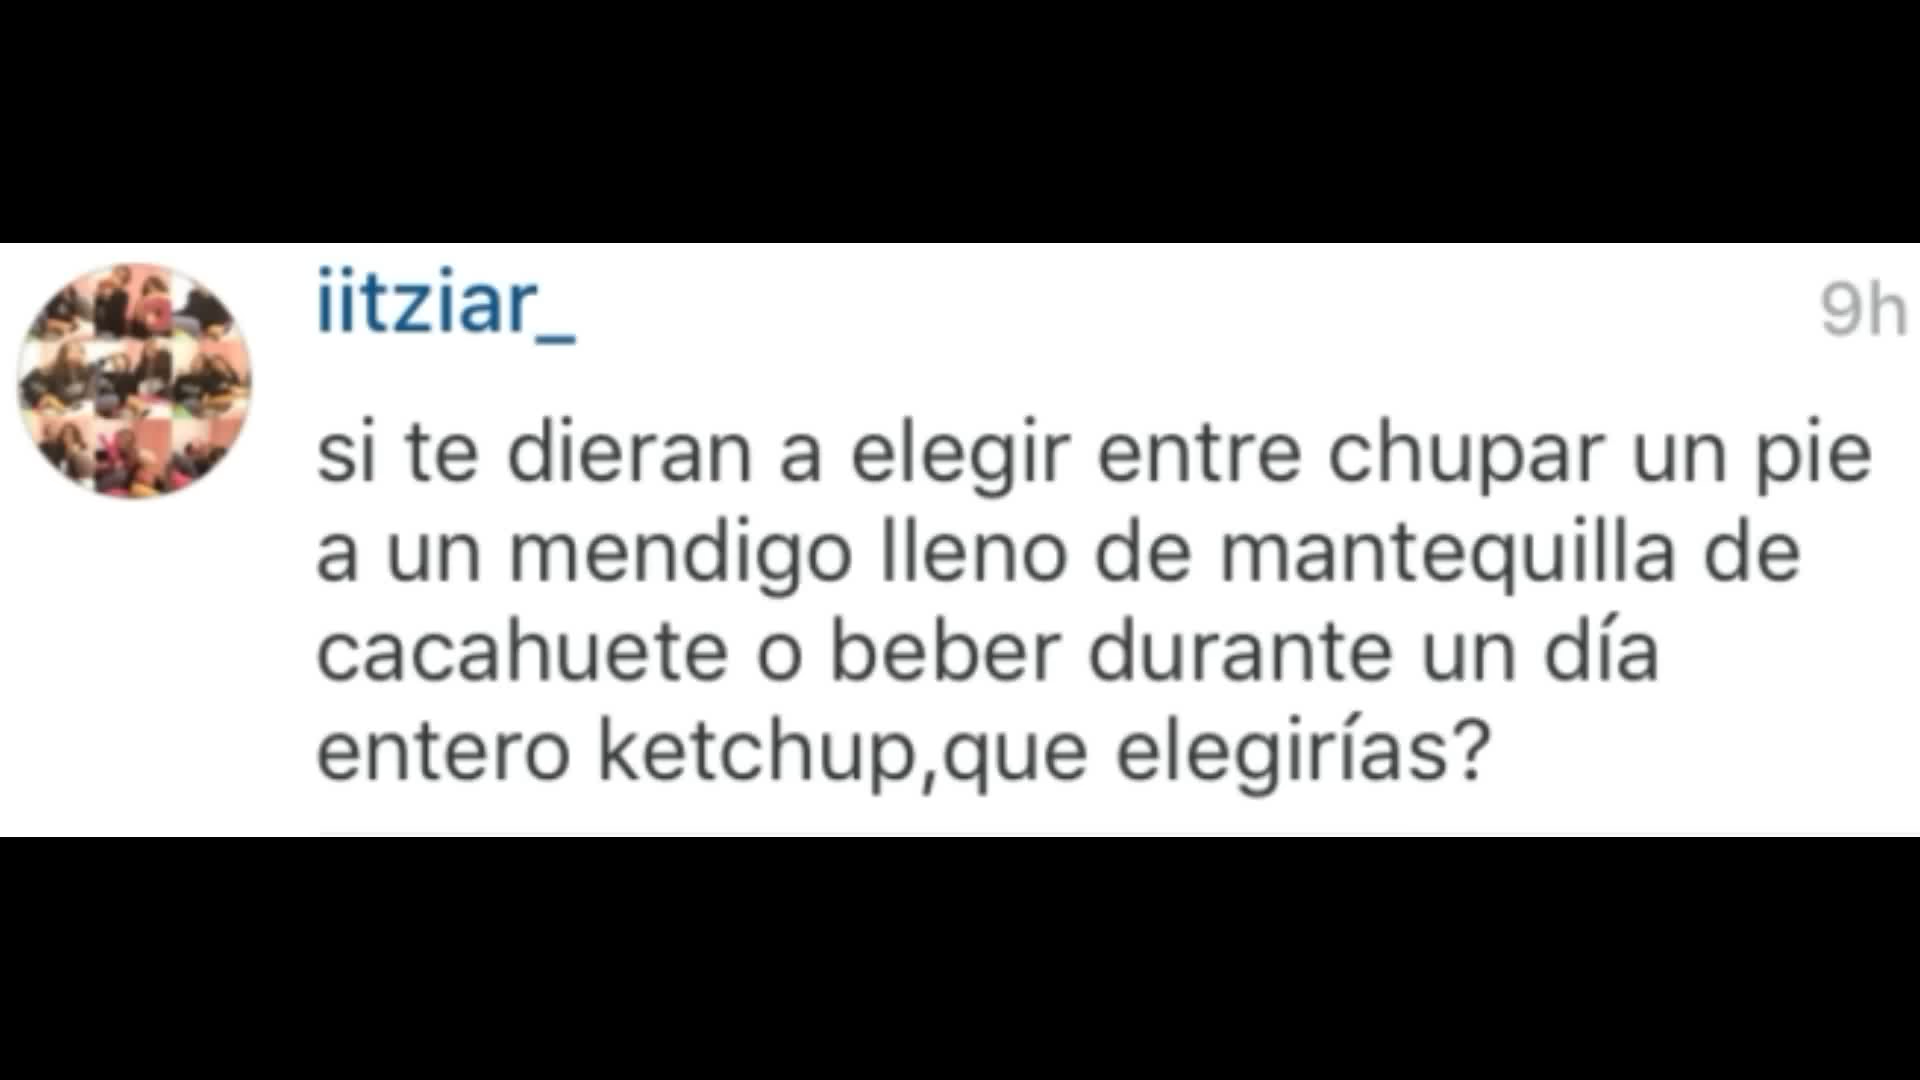 iitziar_
9h
si te dieran a elegir entre chupar un pie
a un mendigo lleno de mantequilla de
cacahuete o beber durante un día
entero ketchup,que elegirías?